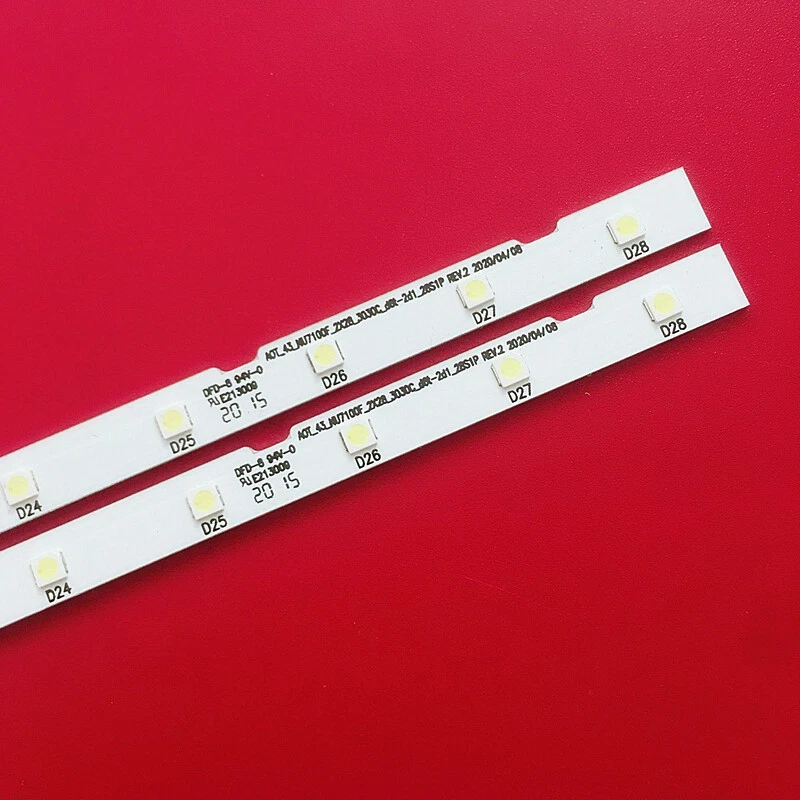 AOT_43_NU7100F_2X28_3030C_d6t-2d1_28S1P REV.2 2020/04/08
DFD-8 94V-0
E213009
20 15
D24
D25
D26
D27
D28
AOT_43_NU7100F_2X28_3030C_d6t-2d1_28S1P REV.2 2020/04/08
DFD-8 94V-0
E213009
20 15
D24
D25
D26
D27
D28